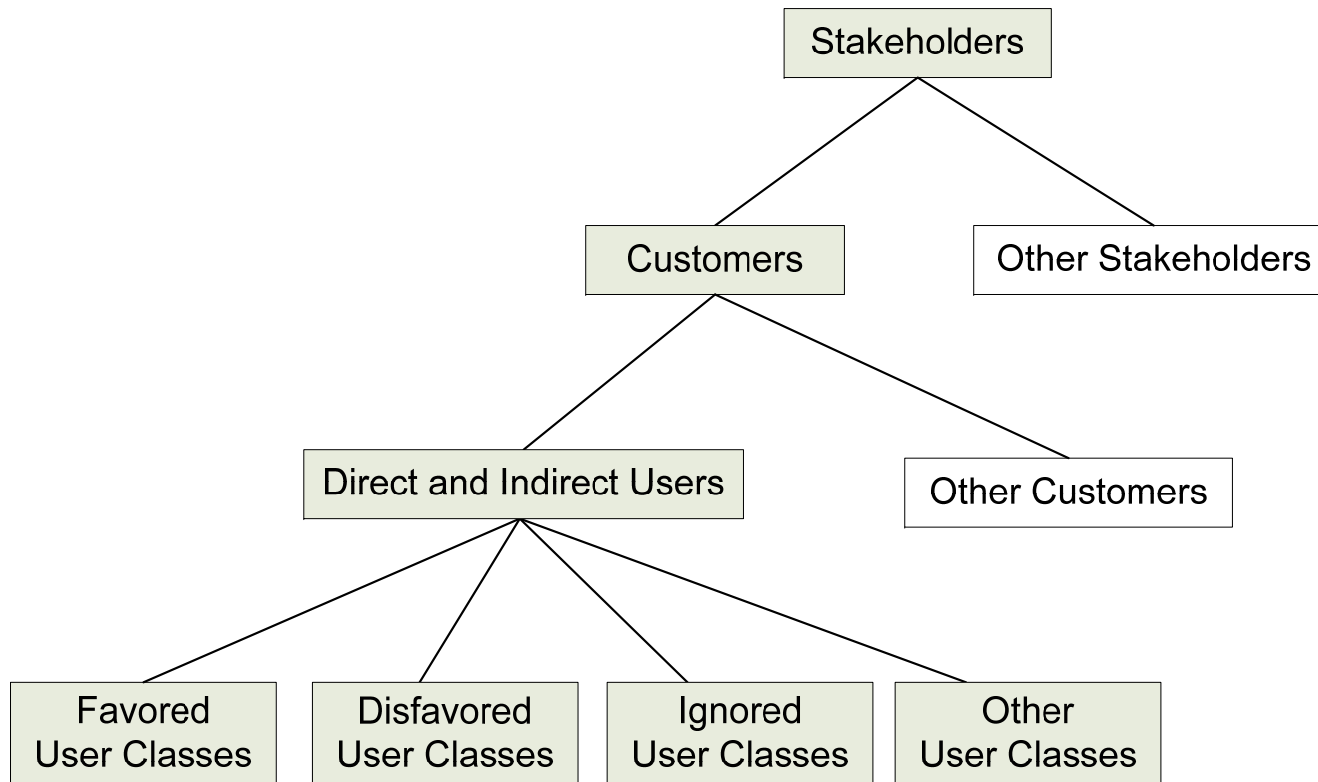 Stakeholders
Customers
Other Stakeholders
Direct and Indirect Users
Other Customers
Favored
User Classes
Disfavored
User Classes
Ignored
User Classes
Other
User Classes